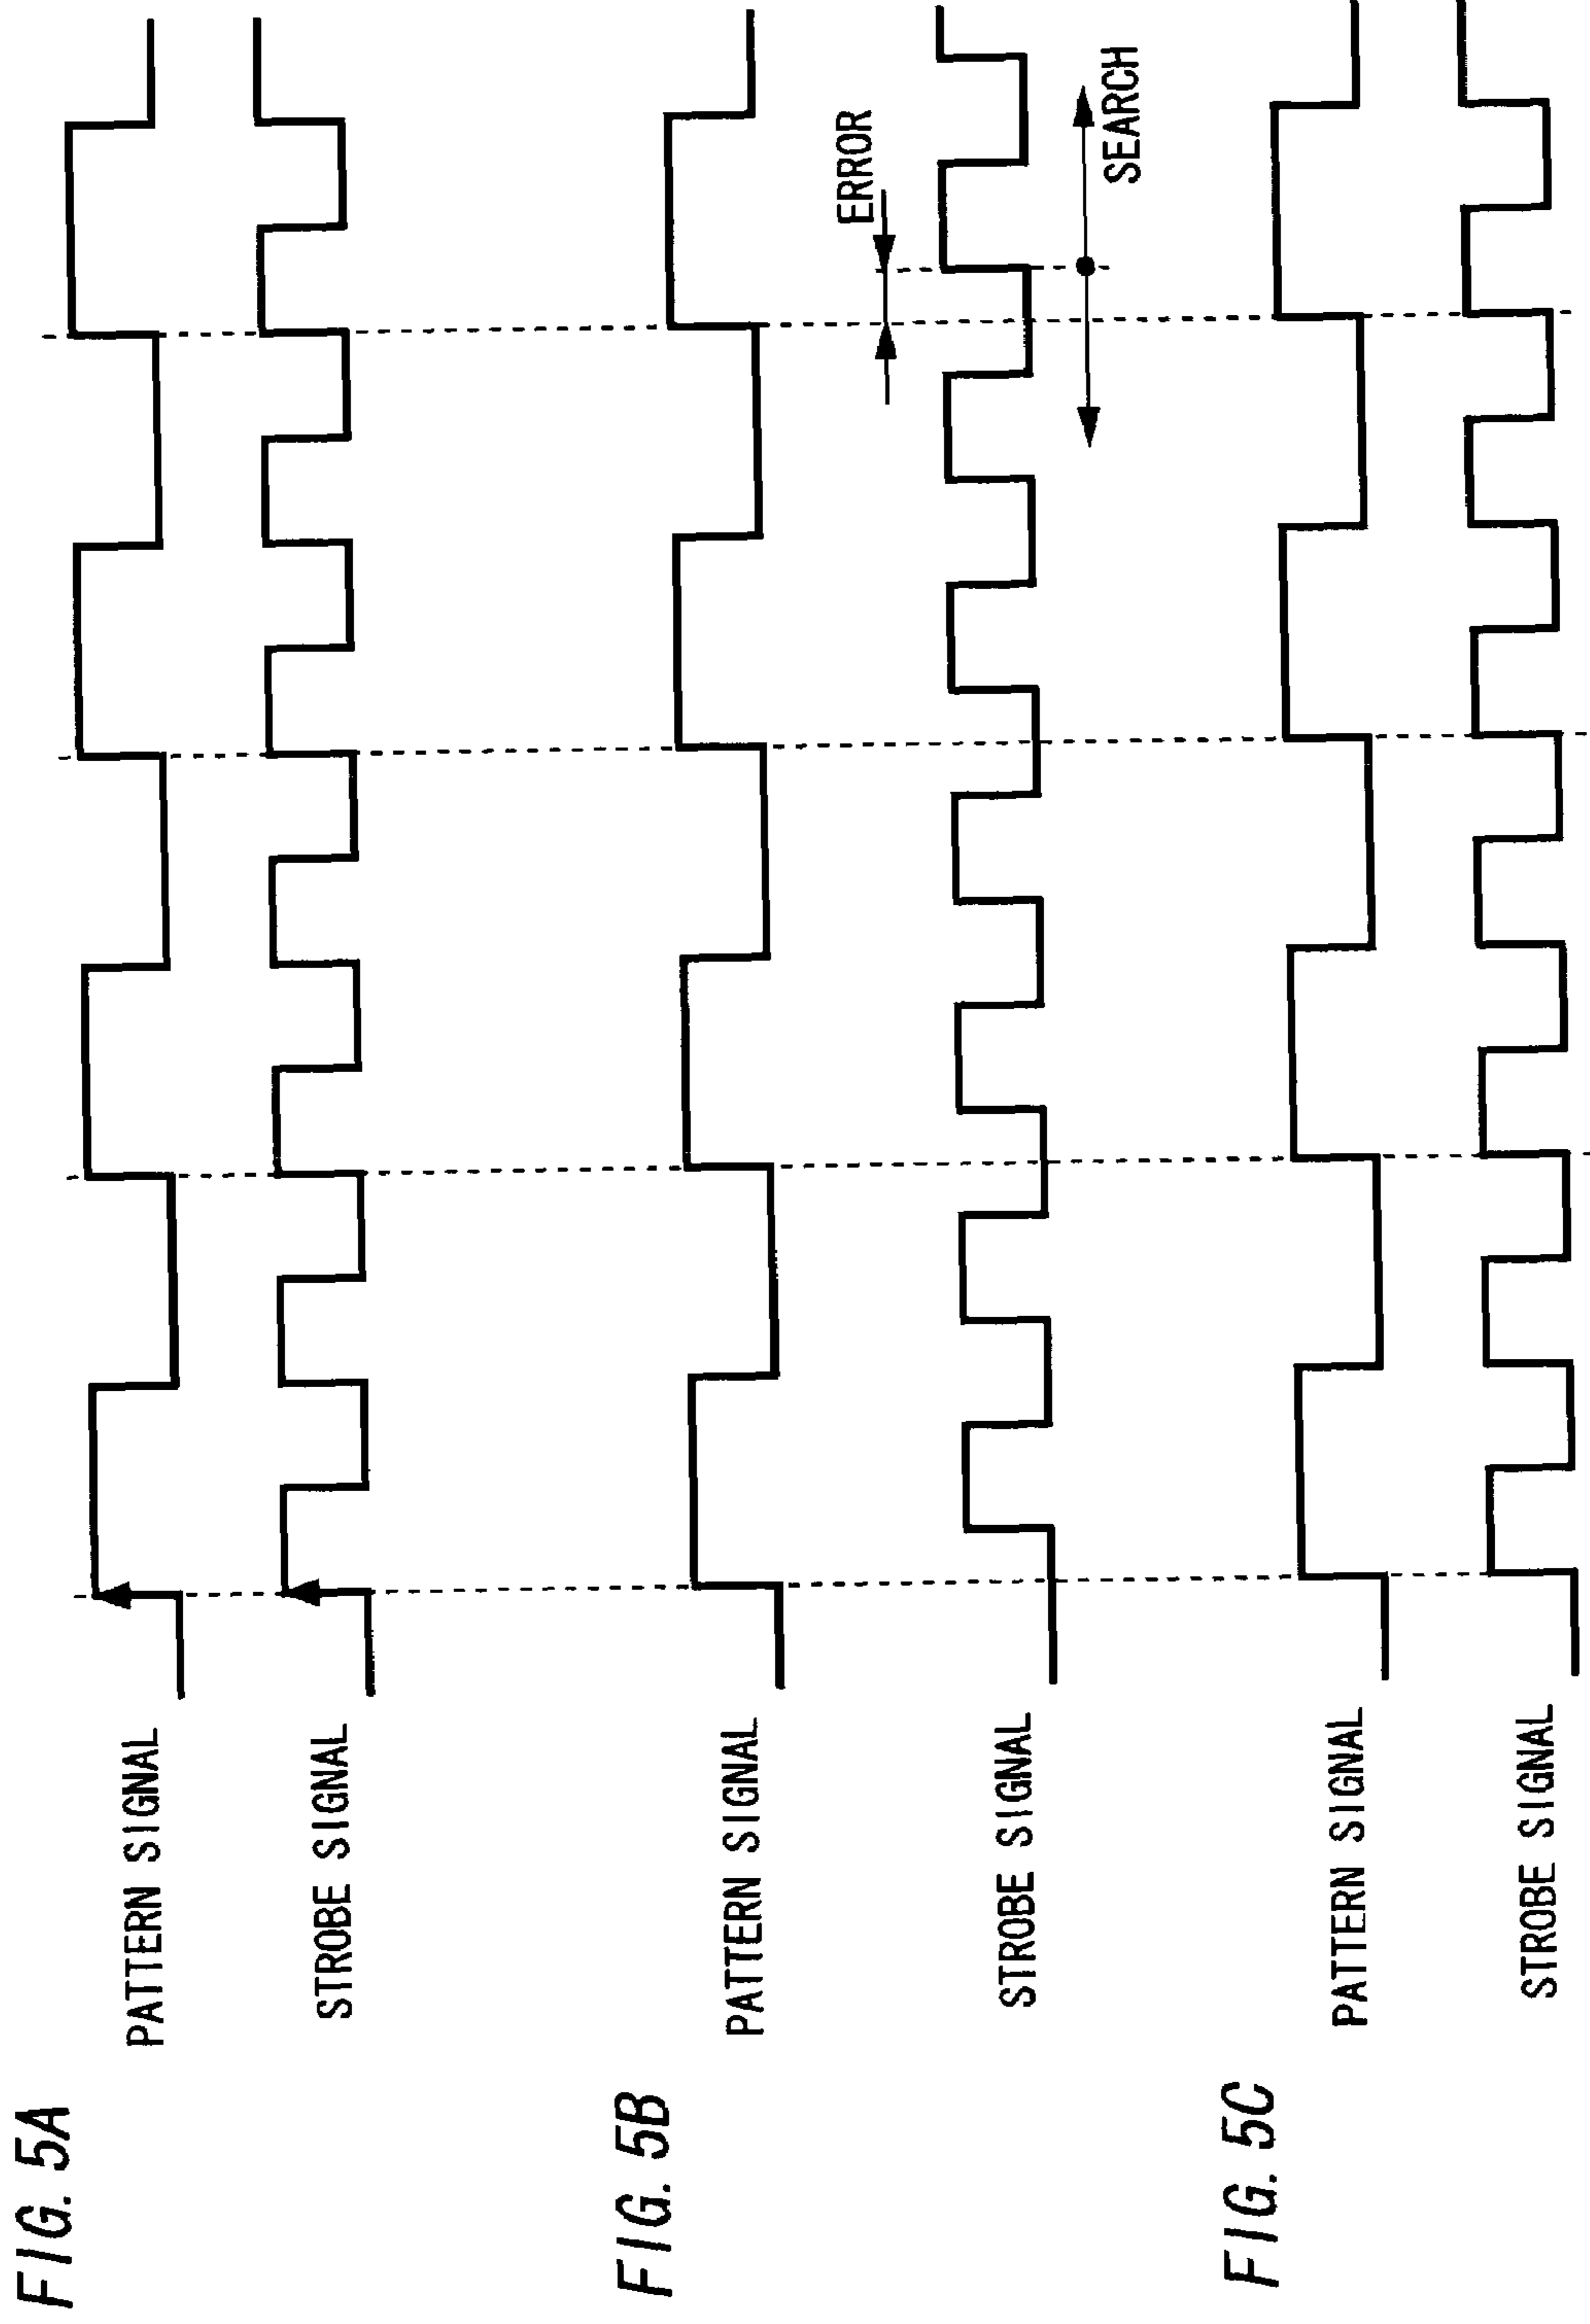 FIG. 5A
PATTERN SIGNAL
STROBE SIGNAL
FIG. 5B
PATTERN SIGNAL
ERROR
STROBE SIGNAL
SEARCH
FIG. 5C
PATTERN SIGNAL
STROBE SIGNAL